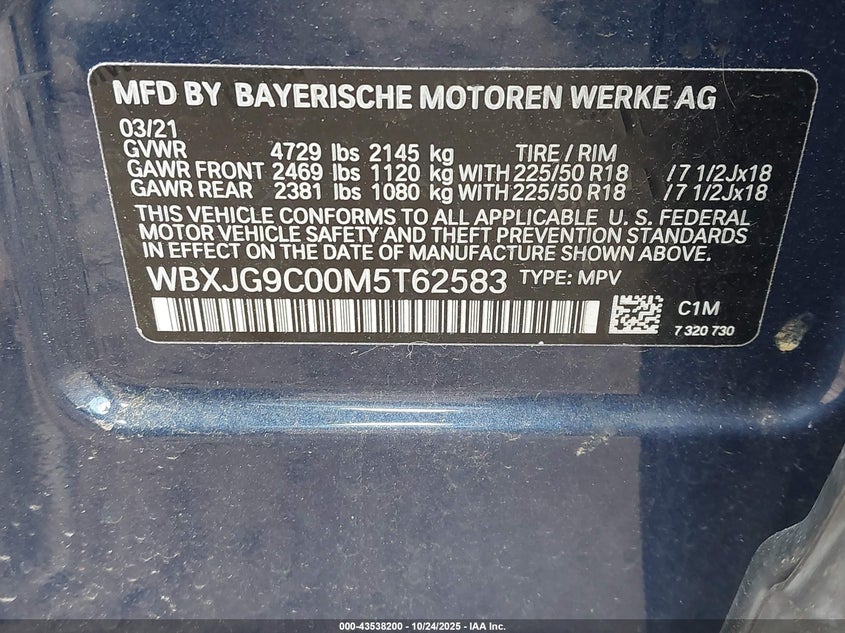 MFD BY BAYERISCHE MOTOREN WERKE AG
03/21
GVWR 4729 lbs 2145 kg TIRE / RIM
GAWR FRONT 2469 lbs 1120 kg WITH 225/50 R18 / 7 1/2Jx18
GAWR REAR 2381 lbs 1080 kg WITH 225/50 R18 / 7 1/2Jx18
THIS VEHICLE CONFORMS TO ALL APPLICABLE U. S. FEDERAL
MOTOR VEHICLE SAFETY AND THEFT PREVENTION STANDARDS
IN EFFECT ON THE DATE OF MANUFACTURE SHOWN ABOVE.
WBXJG9C00M5T62583 TYPE: MPV
C1M
7 320 730
000-43538200 - 10/24/2025 - IAA Inc.